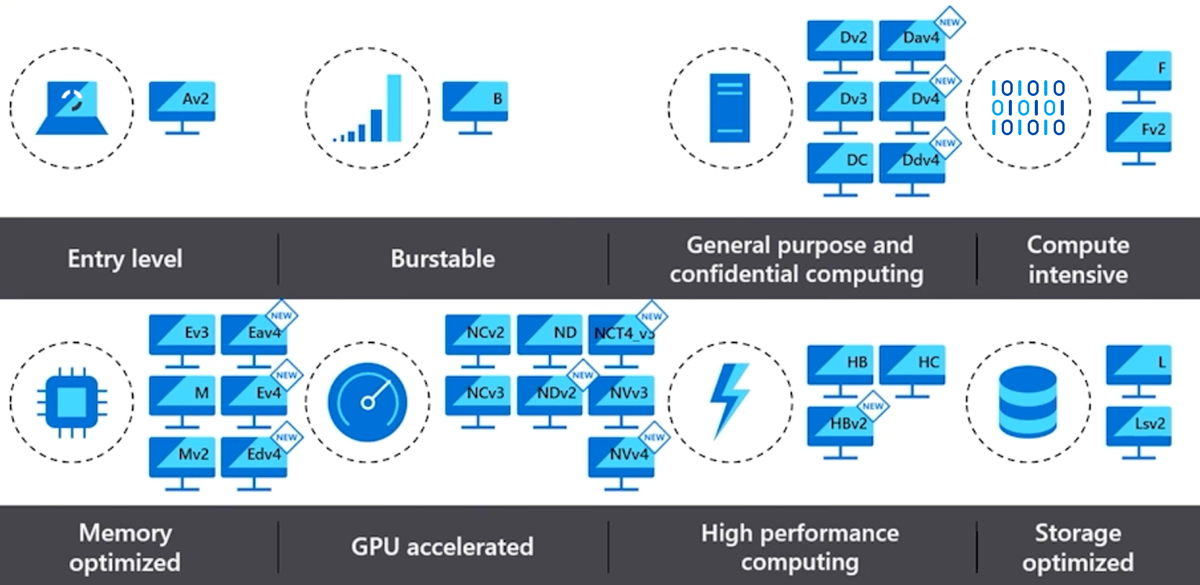 Av2
B
Dv2
Dav4
NEW
Dv3
Dv4
NEW
DC
Ddv4
NEW
101010
010101
101010
F
Fv2
Entry level
Burstable
General purpose and
confidential computing
Compute
intensive
Ev3
Eav4
NEW
M
Ev4
NEW
Mv2
Edv4
NEW
NCv2
ND
NCT4_v3
NEW
NCv3
NDv2
NEW
NVv3
NVv4
NEW
HB
HC
HBv2
NEW
L
Lsv2
Memory
optimized
GPU accelerated
High performance
computing
Storage
optimized